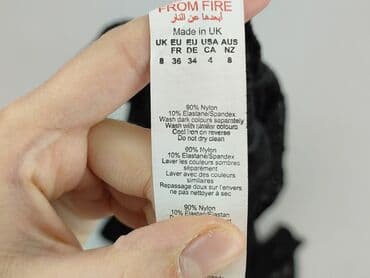 FROM FIRE
أبعدها عن النار
Made in UK
UK EU EU USA AUS
FR DE CA NZ
8 36 34 4 8
90% Nylon
10% Elastane/Spandex
Wash dark colours separately
Wash with similar colours
Cool Iron on reverse
Do not dry clean
90% Nylon
10% Elastane/Spandex
Laver les couleurs sombres
séparément
Laver avec des couleurs
similaires
Repassage doux sur l'envers
ne pas nettoyer à sec
90% Nylon
10% Elastan/Elastan